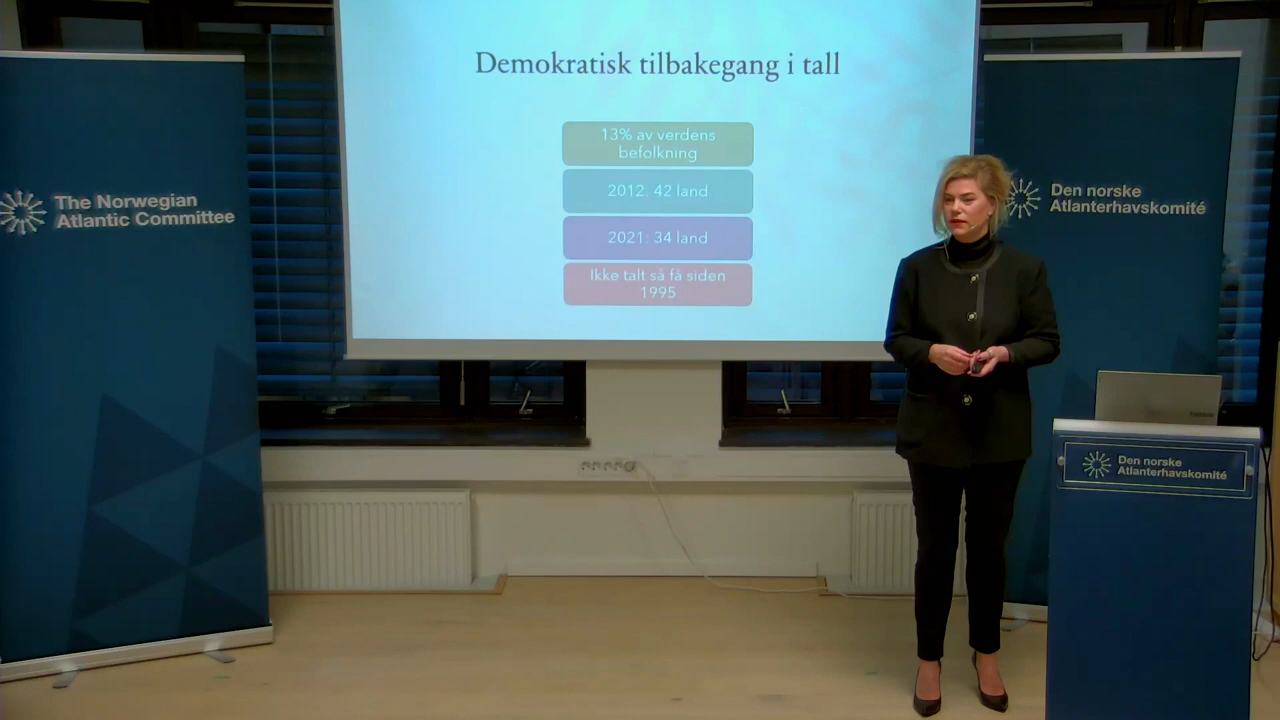 Demokratisk tilbakegang i tall
13% av verdens
befolkning
2012. 42 land
2021: 34 land
Ikke talt så få siden
1995
The Norwegian
Atlantic Committee
Den norske
Atlanterhavskomité
Den norske
Atlanterhavskomité